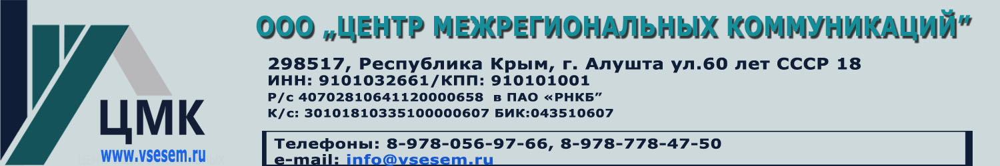 ООО „ЦЕНТР МЕЖРЕГИОНАЛЬНЫХ КОММУНИКАЦИЙ”
298517, Республика Крым, г. Алушта ул.60 лет СССР 18
ИНН: 9101032661/КПП: 910101001
Р/с 40702810641120000658 в ПАО «РНКБ”
К/с: 30101810335100000607 БИК:043510607
ЦМК
www.vsesem.ru
Телефоны: 8-978-056-97-66, 8-978-778-47-50
e-mail: info@vsesem.ru